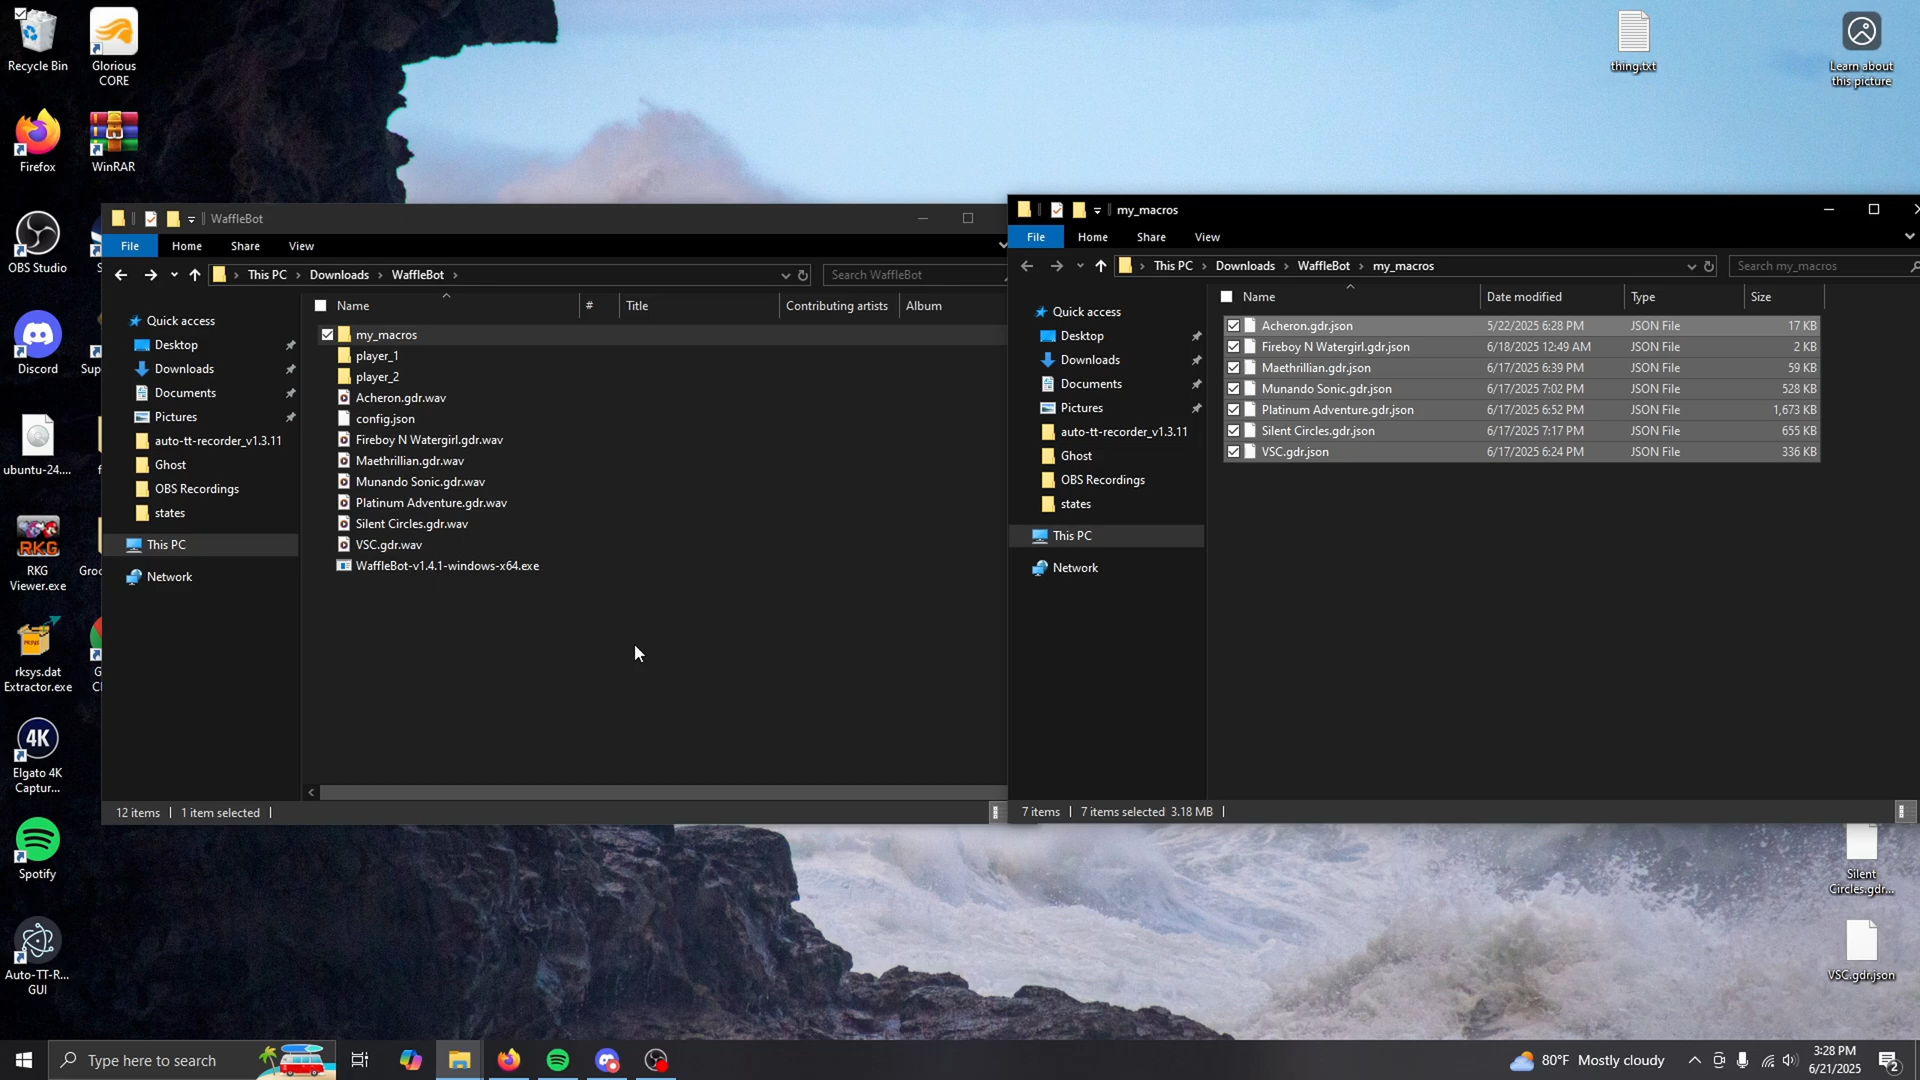 Recycle Bin
Glorious
CORE
Firefox
WinRAR
OBS Studio
S
Discord
Sup
ubuntu-24....
f
RKG
Viewer.exe
Groo
rksys.dat
Extractor.exe
G
Cl
4K
Elgato 4K
Captur...
Spotify
Auto-TT-R...
GUI
thing.txt
Learn about
this picture
Silent
Circles.gdr...
VSC.gdr.json
WaffleBot
File
Home
Share
View
This PC
Downloads
WaffleBot
Search WaffleBot
Name
#
Title
Contributing artists
Album
Quick access
Desktop
Downloads
Documents
Pictures
auto-tt-recorder_v1.3.11
Ghost
OBS Recordings
states
This PC
Network
my_macros
player_1
player_2
Acheron.gdr.wav
config.json
Fireboy N Watergirl.gdr.wav
Maethrillian.gdr.wav
Munando Sonic.gdr.wav
Platinum Adventure.gdr.wav
Silent Circles.gdr.wav
VSC.gdr.wav
WaffleBot-v1.4.1-windows-x64.exe
12 items
1 item selected
my_macros
File
Home
Share
View
This PC
Downloads
WaffleBot
my_macros
Search my_macros
Name
Date modified
Type
Size
Quick access
Desktop
Downloads
Documents
Pictures
auto-tt-recorder_v1.3.11
Ghost
OBS Recordings
states
This PC
Network
Acheron.gdr.json 5/22/2025 6:28 PM JSON File 17 KB
Fireboy N Watergirl.gdr.json 6/18/2025 12:49 AM JSON File 2 KB
Maethrillian.gdr.json 6/17/2025 6:39 PM JSON File 59 KB
Munando Sonic.gdr.json 6/17/2025 7:02 PM JSON File 528 KB
Platinum Adventure.gdr.json 6/17/2025 6:52 PM JSON File 1,673 KB
Silent Circles.gdr.json 6/17/2025 7:17 PM JSON File 655 KB
VSC.gdr.json 6/17/2025 6:24 PM JSON File 336 KB
7 items
7 items selected 3.18 MB
Type here to search
80°F Mostly cloudy
3:28 PM
6/21/2025
2